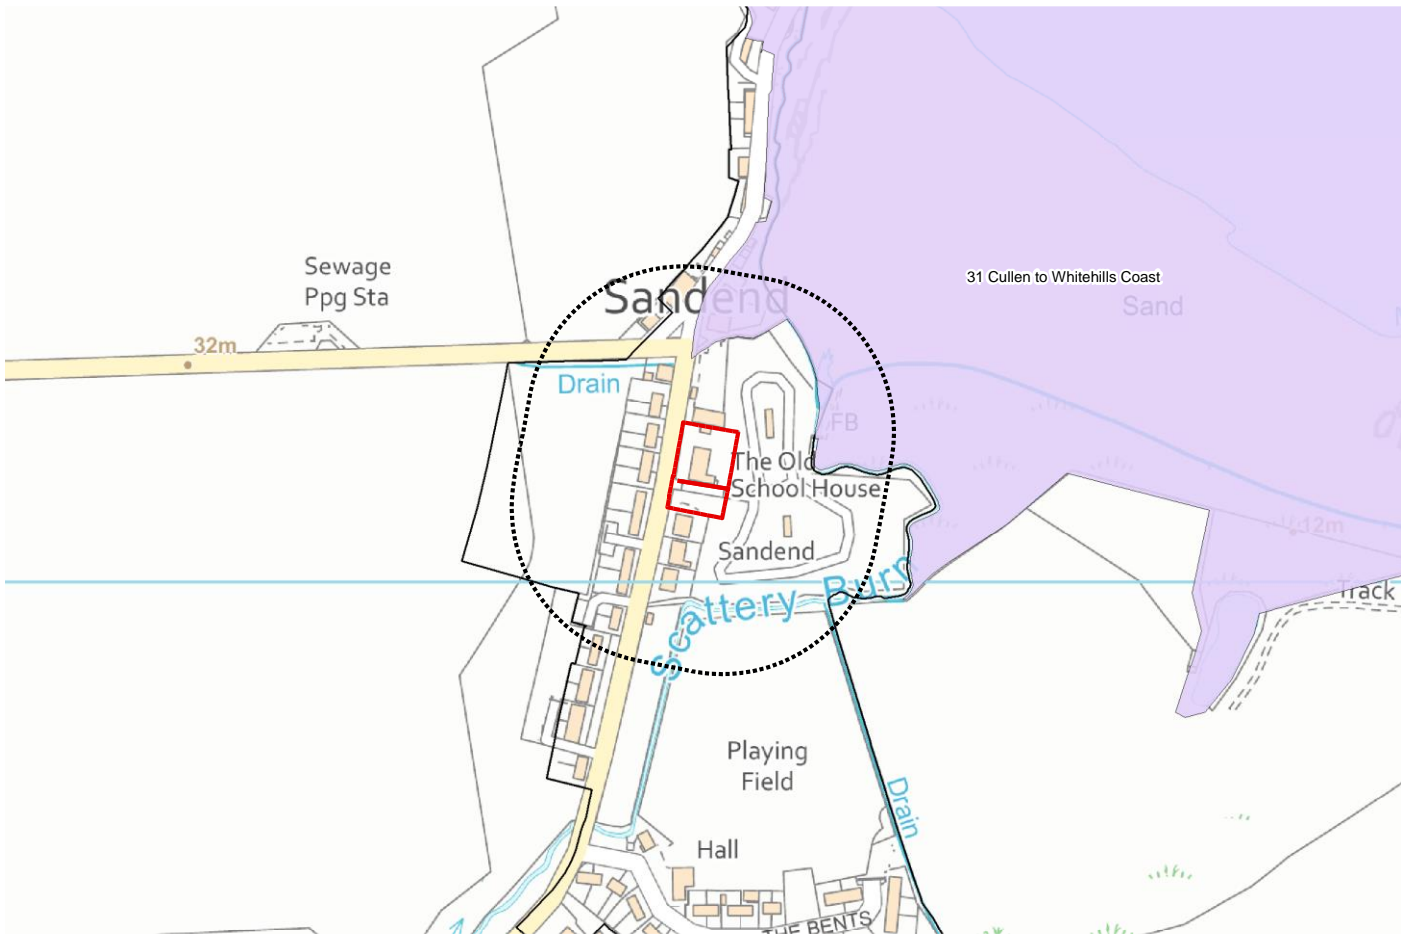 Sewage
Ppg Sta
Sandend
31 Cullen to Whitehills Coast
Sand
32m
Drain
FB
The Old
School House
12m
Sandend
Scattery Burn
Track
Playing
Field
Drain
Hall
THE BENTS